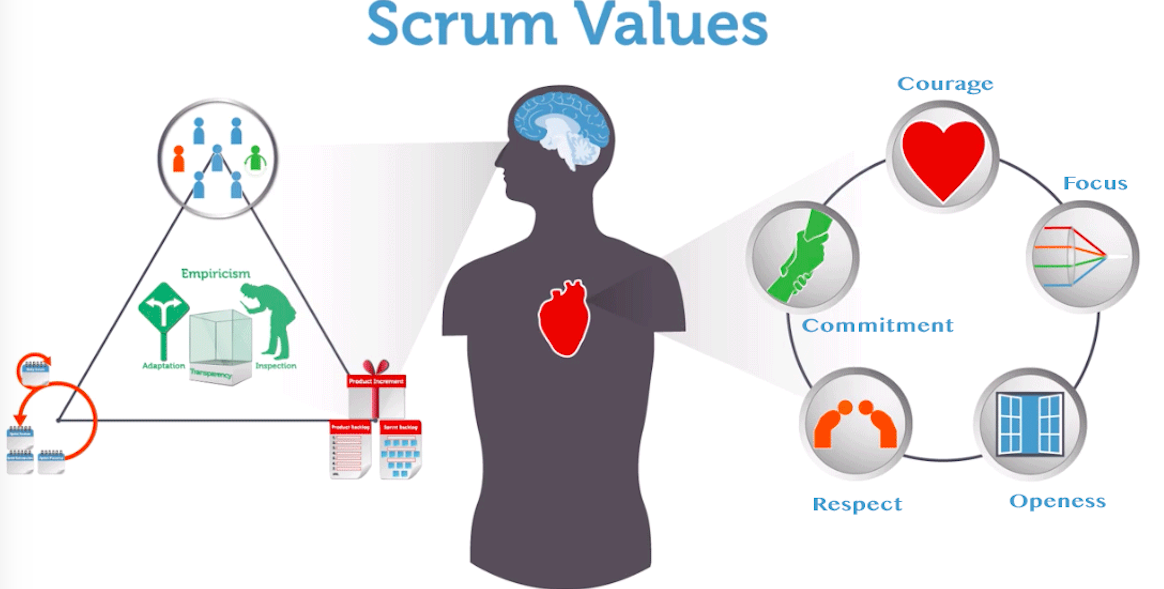 Scrum Values
Courage
Focus
Commitment
Respect
Openess
Empiricism
Adaptation
Transparency
Inspection
Product Increment
Product Backlog
Sprint Backlog